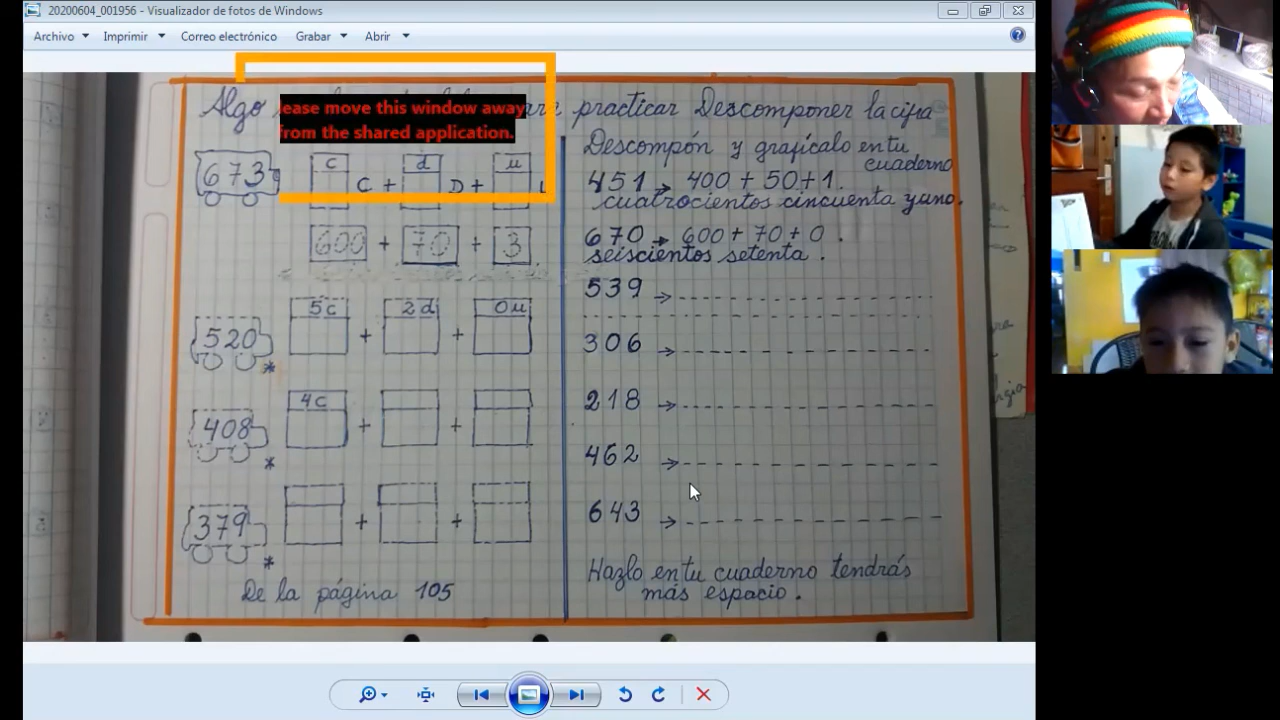 20200604_001956 - Visualizador de fotos de Windows
Archivo Imprimir Correo electrónico Grabar Abrir
Algo para practicar Descomponer la cifra
lease move this window away
from the shared application.
673 c C + d D + u
600 + 70 + 3
520 5c + 2d + 0u
*
408 4c + +
*
379 + +
*
De la página 105
Descompón y grafícalo en tu
cuaderno
451 → 400 + 50 + 1.
cuatrocientos cincuenta y uno.
670 → 600 + 70 + 0.
seiscientos setenta.
539 →
306 →
218 →
462 →
643 →
Hazlo en tu cuaderno tendrás
más espacio.